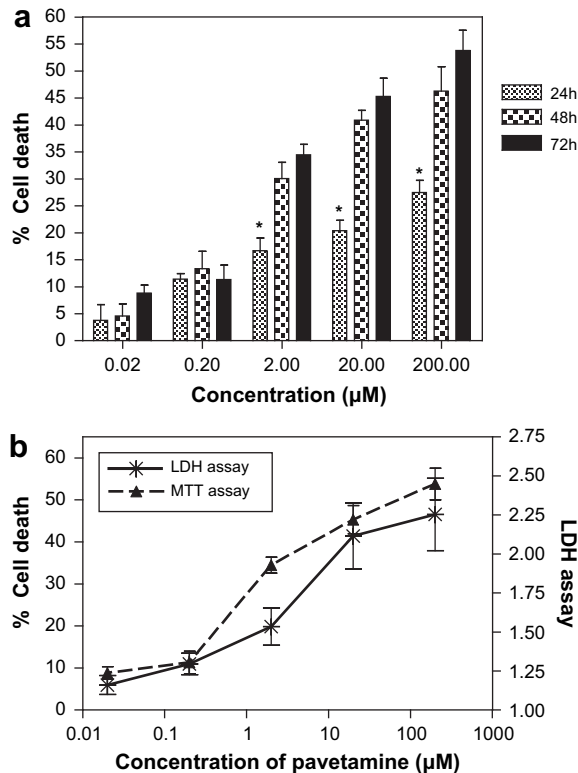 a
60
55
50
45
40
35
30
25
20
15
10
5
0
% Cell death
* * *
0.02 0.20 2.00 20.00 200.00
Concentration (µM)
24h
48h
72h
b
LDH assay
MTT assay
60
50
40
30
20
10
0
% Cell death
2.75
2.50
2.25
2.00
1.75
1.50
1.25
1.00
LDH assay
0.01 0.1 1 10 100 1000
Concentration of pavetamine (µM)